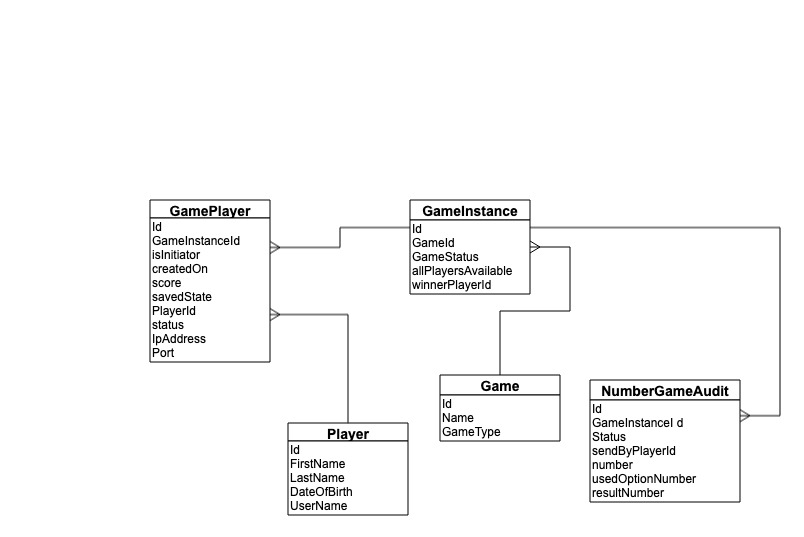 GamePlayer
Id
GameInstanceId
isInitiator
createdOn
score
savedState
PlayerId
status
IpAddress
Port
GameInstance
Id
GameId
GameStatus
allPlayersAvailable
winnerPlayerId
Game
Id
Name
GameType
NumberGameAudit
Id
GameInstanceI d
Status
sendByPlayerId
number
usedOptionNumber
resultNumber
Player
Id
FirstName
LastName
DateOfBirth
UserName